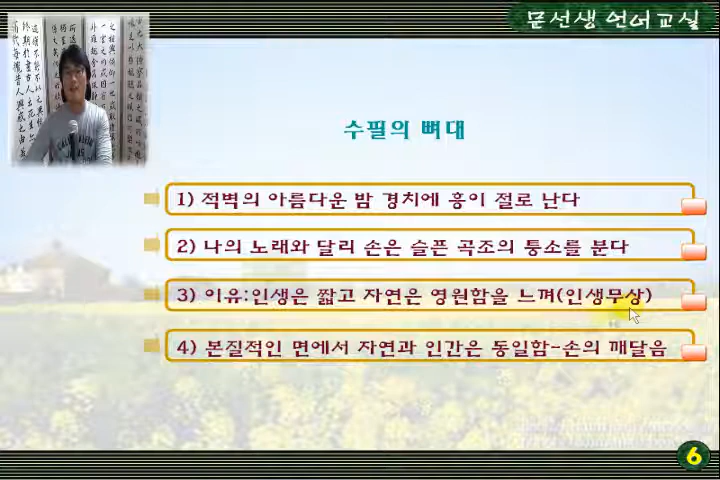 문선생 언어교실
수필의 뼈대
1) 적벽의 아름다운 밤 경치에 흥이 절로 난다
2) 나의 노래와 달리 손은 슬픈 곡조의 퉁소를 분다
3) 이유:인생은 짧고 자연은 영원함을 느껴(인생무상)
4) 본질적인 면에서 자연과 인간은 동일함-손의 깨달음
6